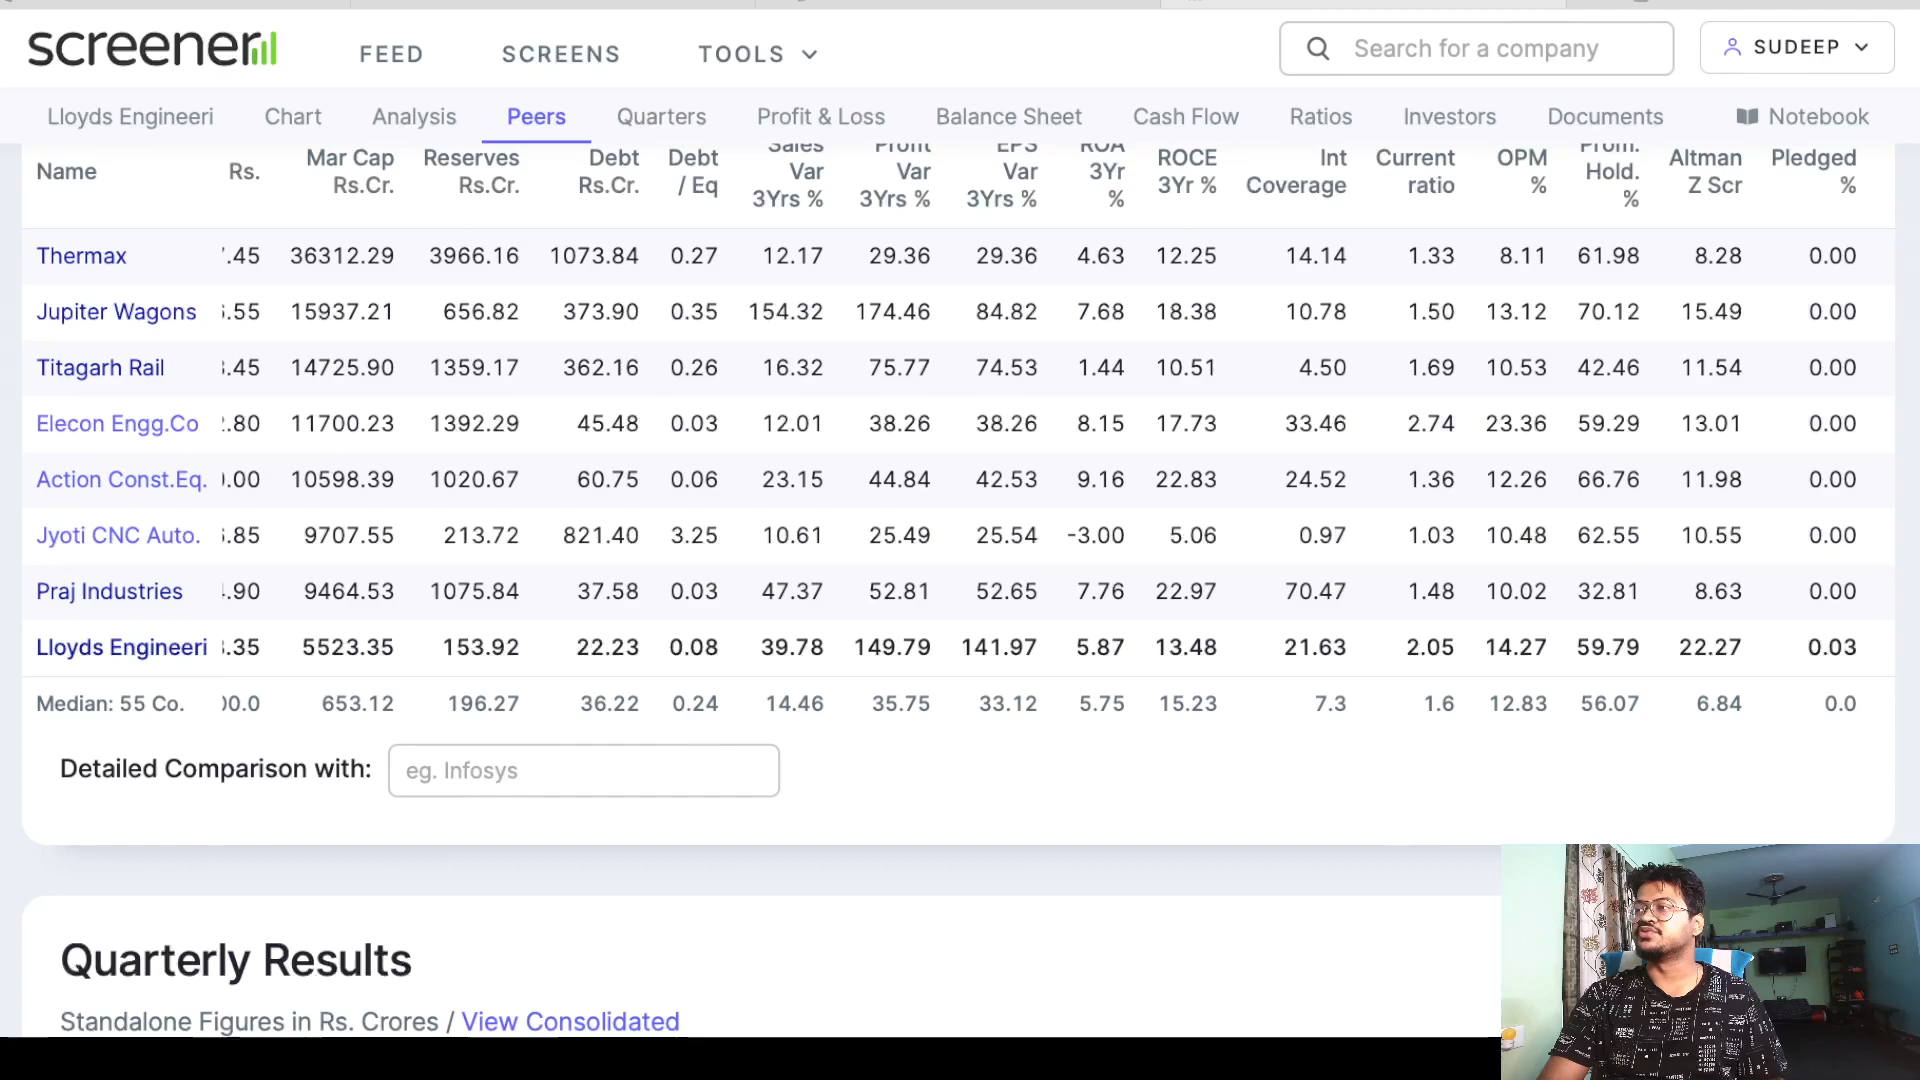 screener
FEED SCREENS TOOLS Search for a company SUDEEP
Lloyds Engineeri Chart Analysis Peers Quarters Profit & Loss Balance Sheet Cash Flow Ratios Investors Documents Notebook
Name Rs. Mar Cap Rs.Cr. Reserves Rs.Cr. Debt Rs.Cr. Debt / Eq Sales Var 3Yrs % Profit Var 3Yrs % EPS Var 3Yrs % ROA 3Yr % ROCE 3Yr % Int Coverage Current ratio OPM % Prom. Hold. % Altman Z Scr Pledged %
Thermax .45 36312.29 3966.16 1073.84 0.27 12.17 29.36 29.36 4.63 12.25 14.14 1.33 8.11 61.98 8.28 0.00
Jupiter Wagons .55 15937.21 656.82 373.90 0.35 154.32 174.46 84.82 7.68 18.38 10.78 1.50 13.12 70.12 15.49 0.00
Titagarh Rail .45 14725.90 1359.17 362.16 0.26 16.32 75.77 74.53 1.44 10.51 4.50 1.69 10.53 42.46 11.54 0.00
Elecon Engg.Co .80 11700.23 1392.29 45.48 0.03 12.01 38.26 38.26 8.15 17.73 33.46 2.74 23.36 59.29 13.01 0.00
Action Const.Eq. .00 10598.39 1020.67 60.75 0.06 23.15 44.84 42.53 9.16 22.83 24.52 1.36 12.26 66.76 11.98 0.00
Jyoti CNC Auto. .85 9707.55 213.72 821.40 3.25 10.61 25.49 25.54 -3.00 5.06 0.97 1.03 10.48 62.55 10.55 0.00
Praj Industries .90 9464.53 1075.84 37.58 0.03 47.37 52.81 52.65 7.76 22.97 70.47 1.48 10.02 32.81 8.63 0.00
Lloyds Engineeri .35 5523.35 153.92 22.23 0.08 39.78 149.79 141.97 5.87 13.48 21.63 2.05 14.27 59.79 22.27 0.03
Median: 55 Co. 00.0 653.12 196.27 36.22 0.24 14.46 35.75 33.12 5.75 15.23 7.3 1.6 12.83 56.07 6.84 0.0
Detailed Comparison with: eg. Infosys
Quarterly Results
Standalone Figures in Rs. Crores / View Consolidated